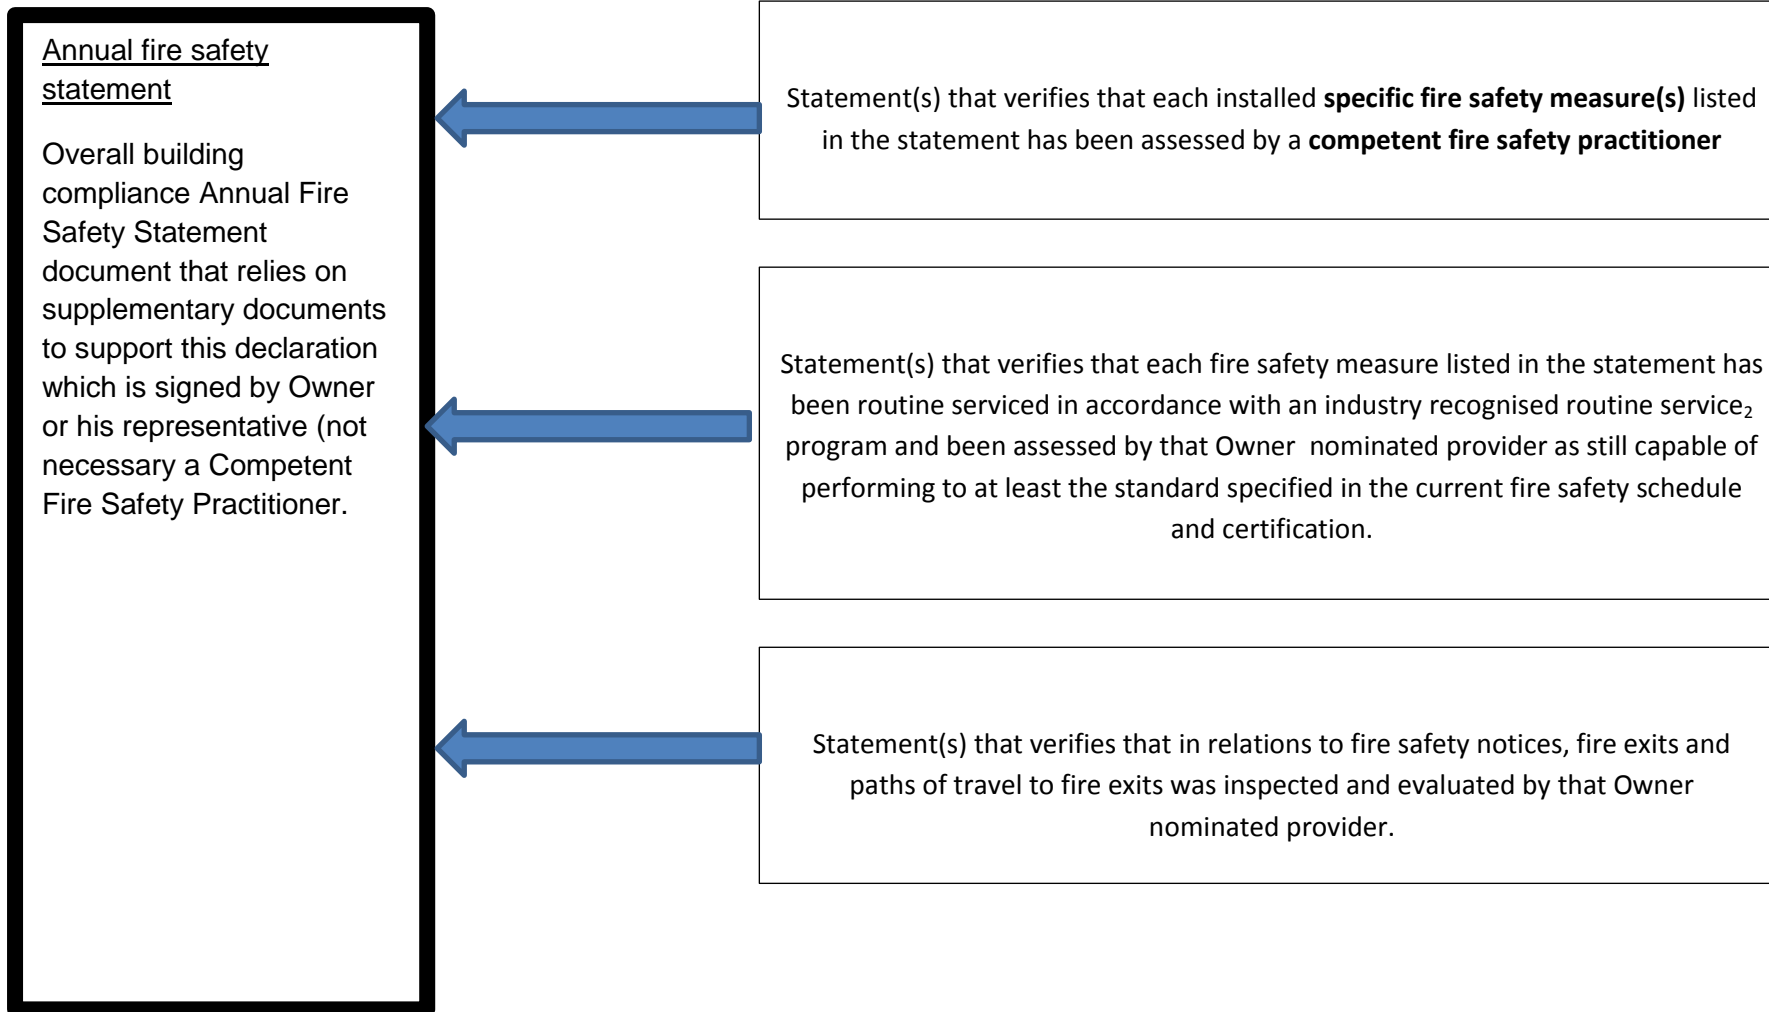 Annual fire safety
statement
Overall building
compliance Annual Fire
Safety Statement
document that relies on
supplementary documents
to support this declaration
which is signed by Owner
or his representative (not
necessary a Competent
Fire Safety Practitioner.
Statement(s) that verifies that each installed specific fire safety measure(s) listed
in the statement has been assessed by a competent fire safety practitioner
Statement(s) that verifies that each fire safety measure listed in the statement has
been routine serviced in accordance with an industry recognised routine service₂
program and been assessed by that Owner  nominated provider as still capable of
performing to at least the standard specified in the current fire safety schedule
and certification.
Statement(s) that verifies that in relations to fire safety notices, fire exits and
paths of travel to fire exits was inspected and evaluated by that Owner
nominated provider.